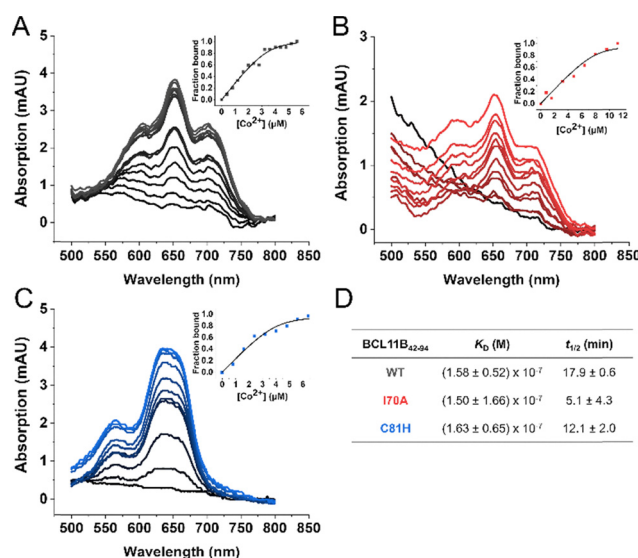 A
Absorption (mAU)
5
4
3
2
1
0
500 550 600 650 700 750 800 850
Wavelength (nm)
Fraction bound
1.0
0.8
0.6
0.4
0.2
0.0
0 1 2 3 4 5 6
[Co2+] (µM)
B
Absorption (mAU)
3
2
1
0
500 550 600 650 700 750 800 850
Wavelength (nm)
Fraction bound
1.0
0.8
0.6
0.4
0.2
0.0
0 2 4 6 8 10 12
[Co2+] (µM)
C
Absorption (mAU)
5
4
3
2
1
0
500 550 600 650 700 750 800 850
Wavelength (nm)
Fraction bound
1.0
0.8
0.6
0.4
0.2
0.0
0 1 2 3 4 5 6
[Co2+] (µM)
D
BCL11B42-94 KD (M) t1/2 (min)
WT (1.58 ± 0.52) x 10-7 17.9 ± 0.6
I70A (1.50 ± 1.66) x 10-7 5.1 ± 4.3
C81H (1.63 ± 0.65) x 10-7 12.1 ± 2.0